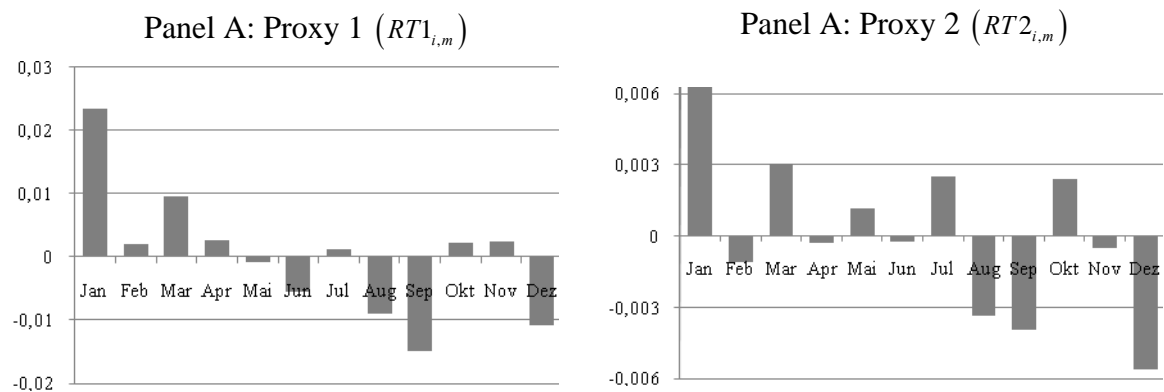 Panel A: Proxy 1 (RT1i,m)
0,03
0,02
0,01
0
-0,01
-0,02
Jan Feb Mar Apr Mai Jun Jul Aug Sep Okt Nov Dez
Panel A: Proxy 2 (RT2i,m)
0,006
0,003
0
-0,003
-0,006
Jan Feb Mar Apr Mai Jun Jul Aug Sep Okt Nov Dez